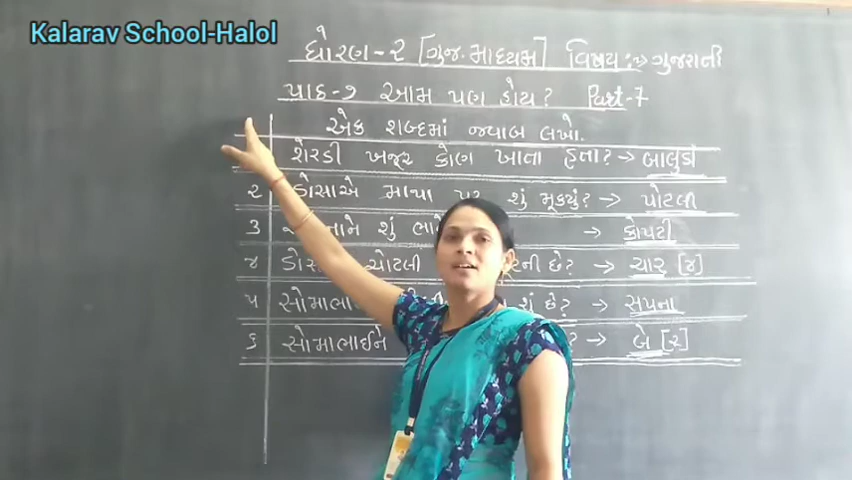 Kalarav School-Halol
ધોરણ-૨ [ગુજ. માધ્યમ] વિષય :→ ગુજરાતી
પાઠ-૭ આમ પણ હોય? Part-7
એક શબ્દમાં જવાબ લખો.
શેરડી ખજૂર કોણ ખાતા હતા? → બાલુડાં
૨ ડોસાએ માથા પર શું મૂક્યું? → પોટલી
૩ શું → કોયટી
૪ ચોટલી છે? → ચાર [૪]
૫ શું છે? → સપના
૬ સોમાભાઈને → બે [૨]